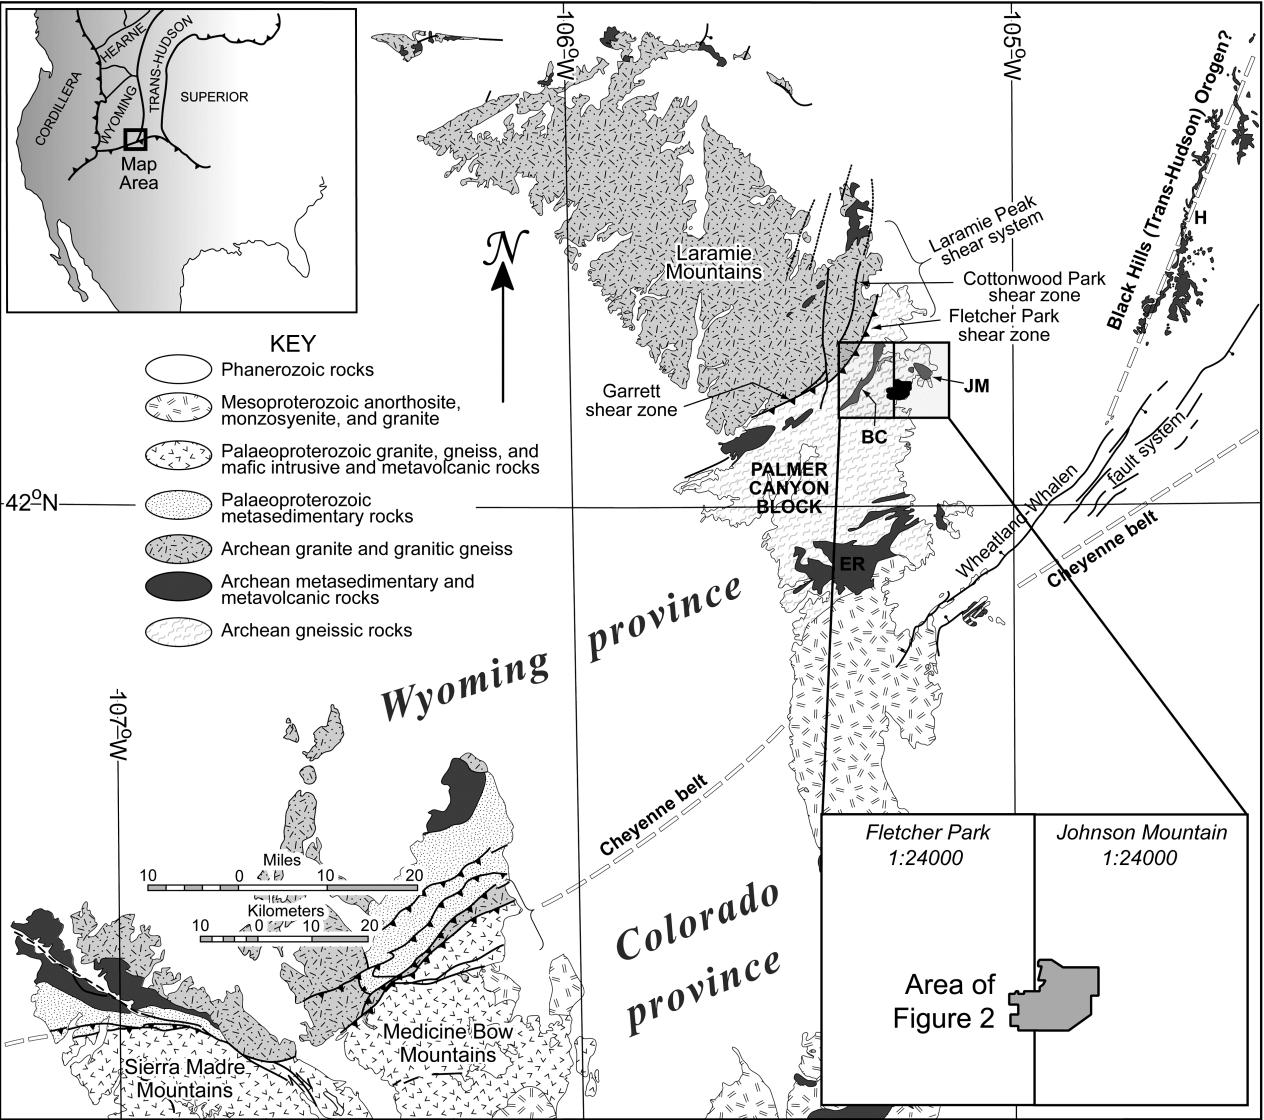 HEARNE
TRANS-HUDSON
CORDILLERA
WYOMING
SUPERIOR
Map
Area
106ºW
105ºW
Black Hills (Trans-Hudson) Orogen?
H
N
Laramie
Mountains
Laramie Peak
shear system
Cottonwood Park
shear zone
Fletcher Park
shear zone
Garrett
shear zone
JM
BC
KEY
Phanerozoic rocks
Mesoproterozoic anorthosite,
monzosyenite, and granite
Palaeoproterozoic granite, gneiss, and
mafic intrusive and metavolcanic rocks
Palaeoproterozoic
metasedimentary rocks
Archean granite and granitic gneiss
Archean metasedimentary and
metavolcanic rocks
Archean gneissic rocks
42ºN
PALMER
CANYON
BLOCK
ER
Wheatland-Whalen
fault system
Cheyenne belt
Wyoming province
107ºW
Cheyenne belt
Colorado
province
Miles
10 0 10 20
Kilometers
10 0 10 20
Medicine Bow
Mountains
Sierra Madre
Mountains
Fletcher Park
1:24000
Johnson Mountain
1:24000
Area of
Figure 2